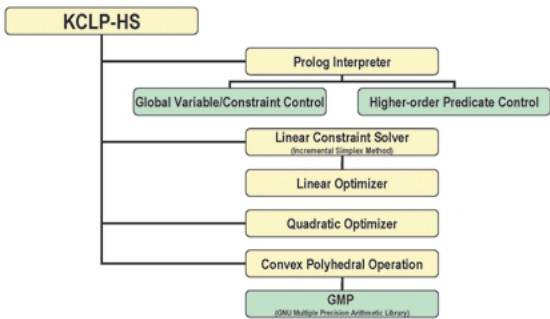 KCLP-HS
Prolog Interpreter
Global Variable/Constraint Control
Higher-order Predicate Control
Linear Constraint Solver
(Incremental Simplex Method)
Linear Optimizer
Quadratic Optimizer
Convex Polyhedral Operation
GMP
(GNU Multiple Precision Arithmetic Library)